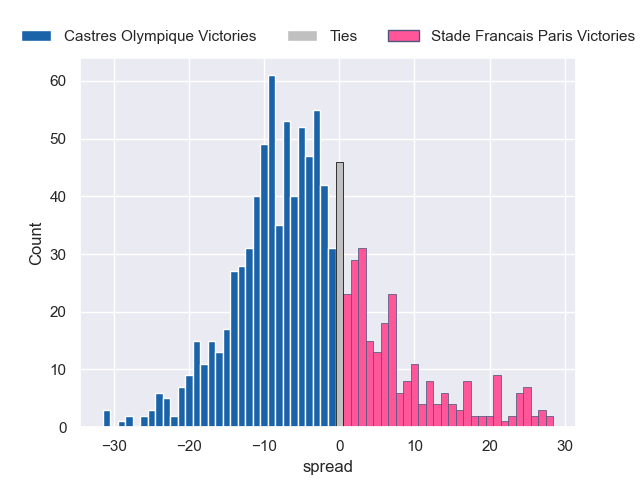 Castres Olympique Victories Ties Stade Francais Paris Victories
60
50
40
30
20
10
0
Count
−30 −20 −10 0 10 20 30
spread